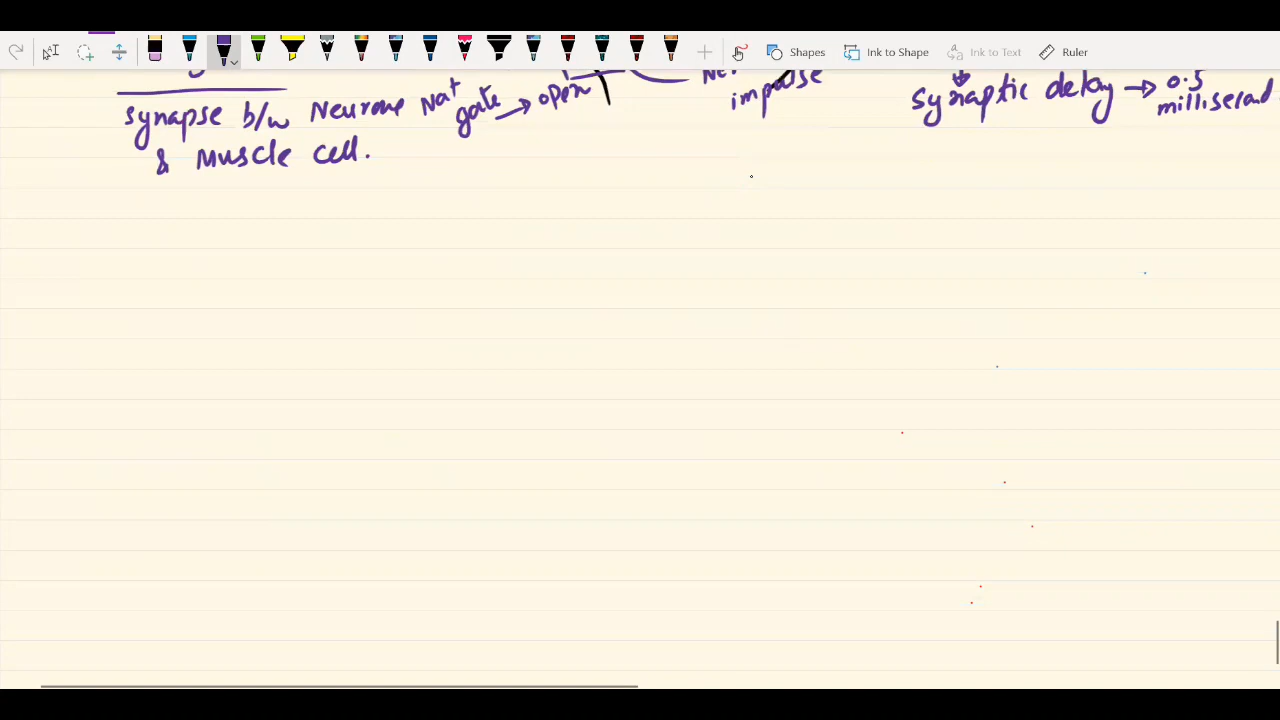 Shapes
Ink to Shape
Ink to Text
Ruler
synapse b/w Neurone
& Muscle cell.
Na+
gate → open
impulse
synaptic delay → 0.5
millisecond